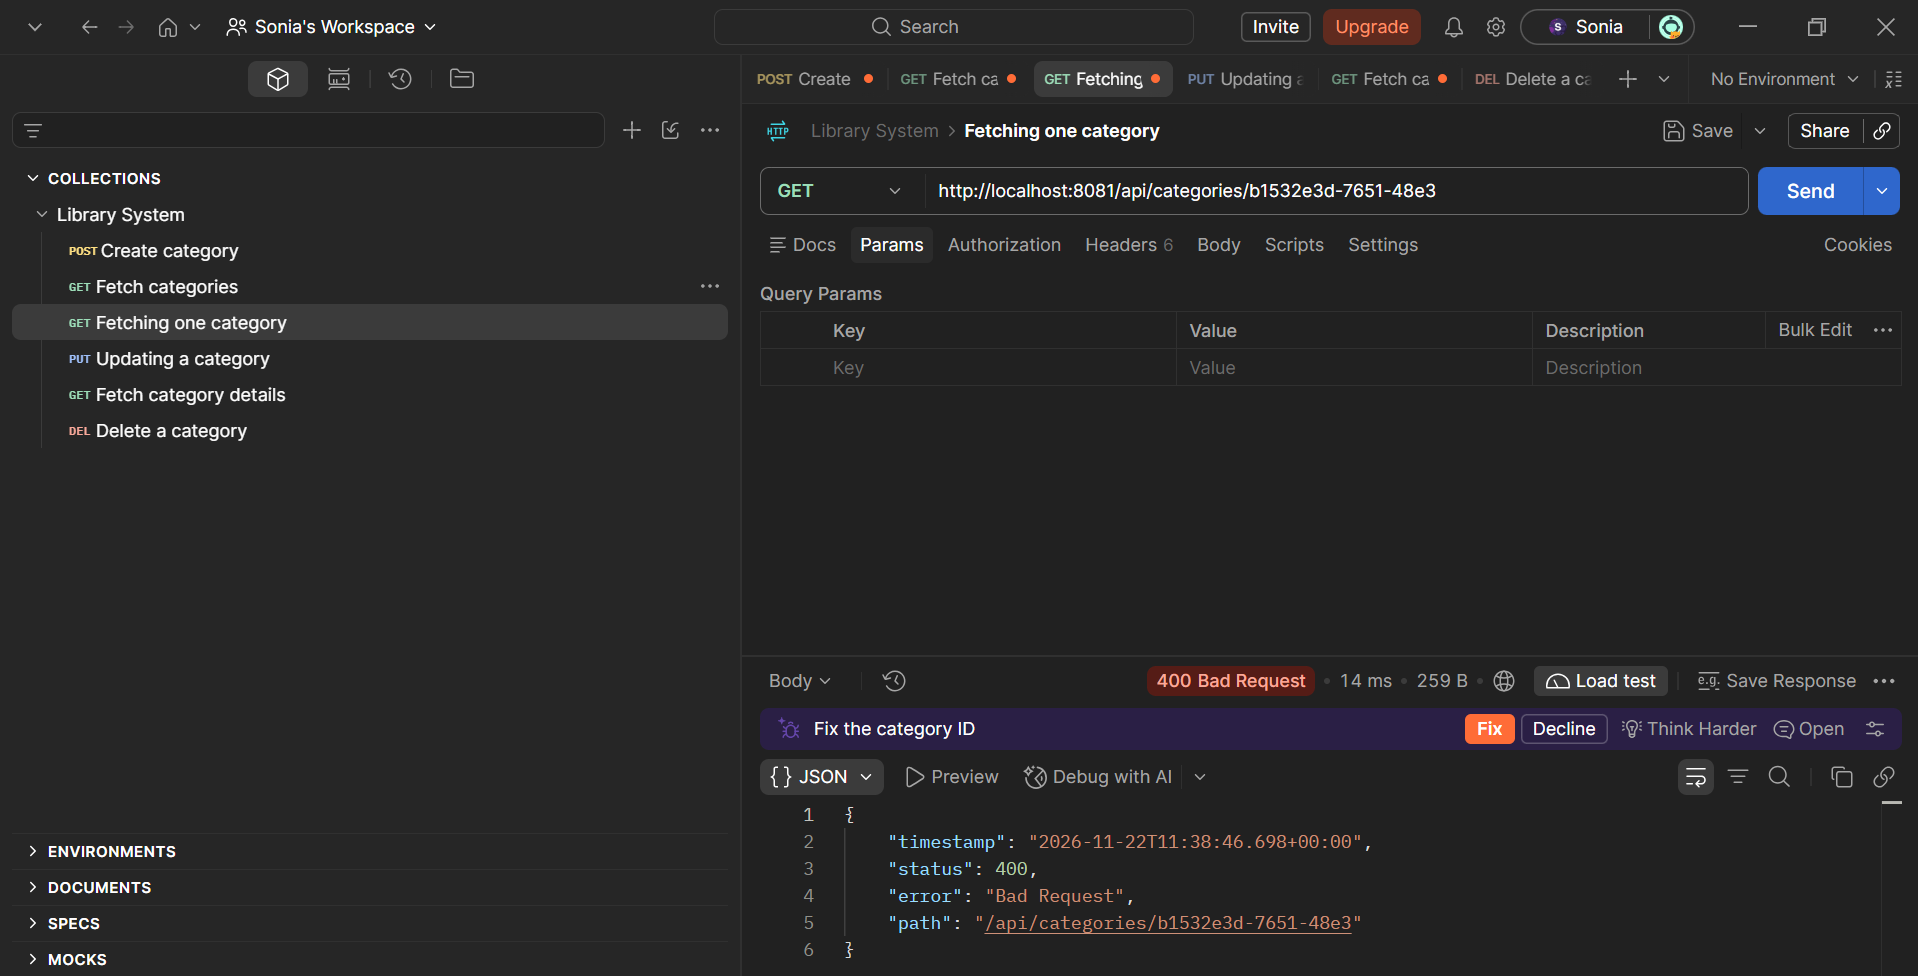 Sonia's Workspace
Search
Invite
Upgrade
S
Sonia
POST Create
GET Fetch ca
GET Fetching
PUT Updating a
GET Fetch ca
DEL Delete a ca
No Environment
HTTP
Library System > Fetching one category
Save
Share
COLLECTIONS
Library System
POST Create category
GET Fetch categories
GET Fetching one category
PUT Updating a category
GET Fetch category details
DEL Delete a category
ENVIRONMENTS
DOCUMENTS
SPECS
MOCKS
GET http://localhost:8081/api/categories/b1532e3d-7651-48e3
Send
Docs Params Authorization Headers 6 Body Scripts Settings
Cookies
Query Params
Key Value Description Bulk Edit
Key Value Description
Body
400 Bad Request • 14 ms • 259 B
Load test
e.g. Save Response
Fix the category ID
Fix
Decline
Think Harder
Open
{} JSON
Preview
Debug with AI
1 {
2 "timestamp": "2026-11-22T11:38:46.698+00:00",
3 "status": 400,
4 "error": "Bad Request",
5 "path": "/api/categories/b1532e3d-7651-48e3"
6 }